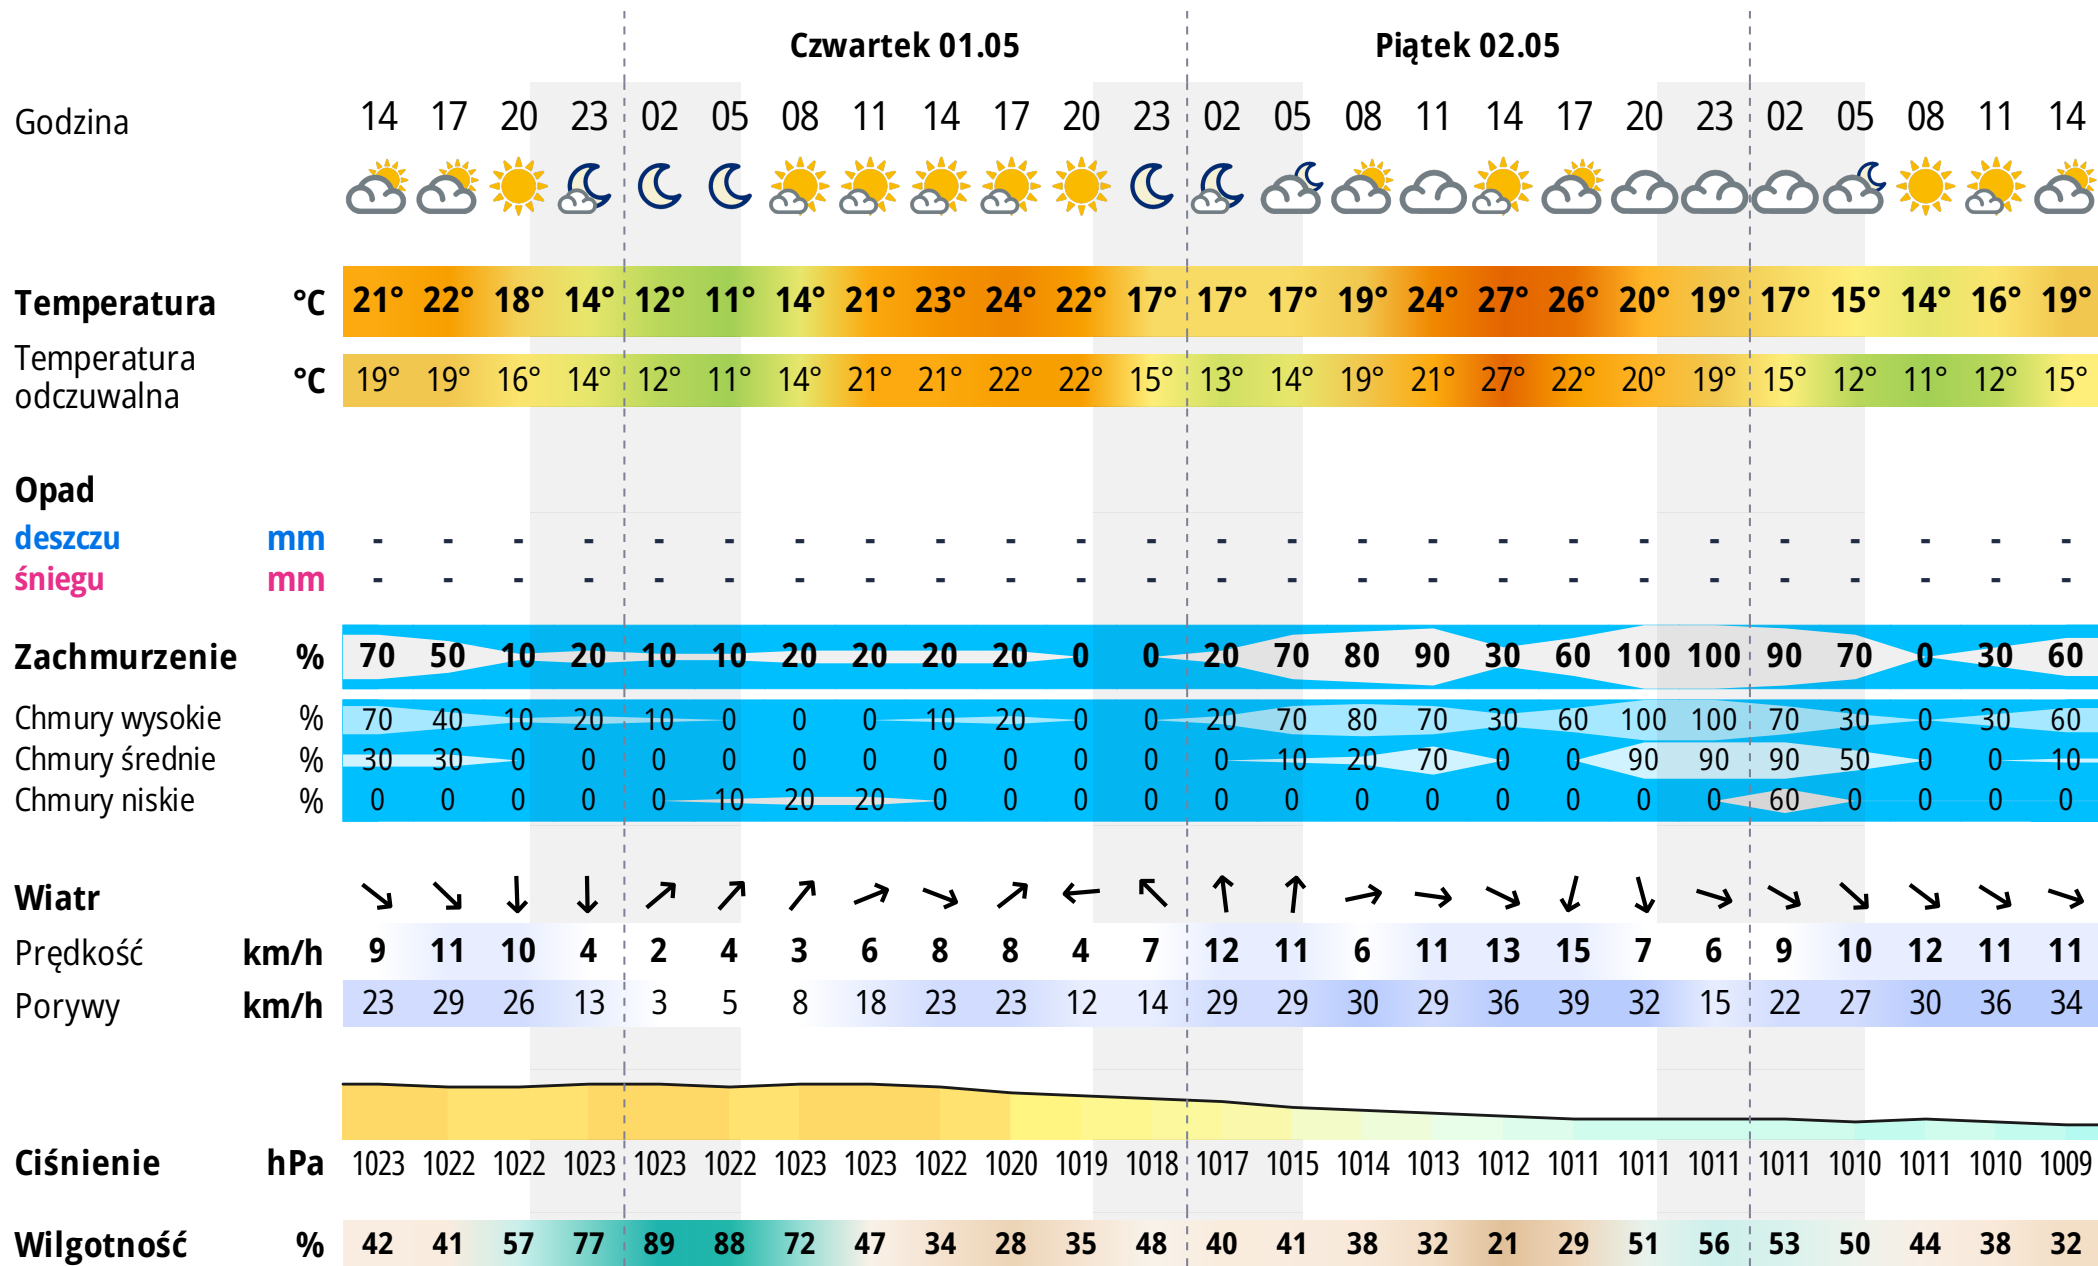 Czwartek 01.05 Piątek 02.05
Godzina 14 17 20 23 02 05 08 11 14 17 20 23 02 05 08 11 14 17 20 23 02 05 08 11 14
Temperatura °C 21° 22° 18° 14° 12° 11° 14° 21° 23° 24° 22° 17° 17° 17° 19° 24° 27° 26° 20° 19° 17° 15° 14° 16° 19°
Temperatura
odczuwalna °C 19° 19° 16° 14° 12° 11° 14° 21° 21° 22° 22° 15° 13° 14° 19° 21° 27° 22° 20° 19° 15° 12° 11° 12° 15°
Opad
deszczu mm - - - - - - - - - - - - - - - - - - - - - - - - -
śniegu mm - - - - - - - - - - - - - - - - - - - - - - - - -
Zachmurzenie % 70 50 10 20 10 10 20 20 20 20 0 0 20 70 80 90 30 60 100 100 90 70 0 30 60
Chmury wysokie % 70 40 10 20 10 0 0 0 10 20 0 0 20 70 80 70 30 60 100 100 70 30 0 30 60
Chmury średnie % 30 30 0 0 0 0 0 0 0 0 0 0 0 10 20 70 0 0 90 90 90 50 0 0 10
Chmury niskie % 0 0 0 0 0 10 20 20 0 0 0 0 0 0 0 0 0 0 0 0 60 0 0 0 0
Wiatr
Prędkość km/h 9 11 10 4 2 4 3 6 8 8 4 7 12 11 6 11 13 15 7 6 9 10 12 11 11
Porywy km/h 23 29 26 13 3 5 8 18 23 23 12 14 29 29 30 29 36 39 32 15 22 27 30 36 34
Ciśnienie hPa 1023 1022 1022 1023 1023 1022 1023 1023 1022 1020 1019 1018 1017 1015 1014 1013 1012 1011 1011 1011 1011 1010 1011 1010 1009
Wilgotność % 42 41 57 77 89 88 72 47 34 28 35 48 40 41 38 32 21 29 51 56 53 50 44 38 32